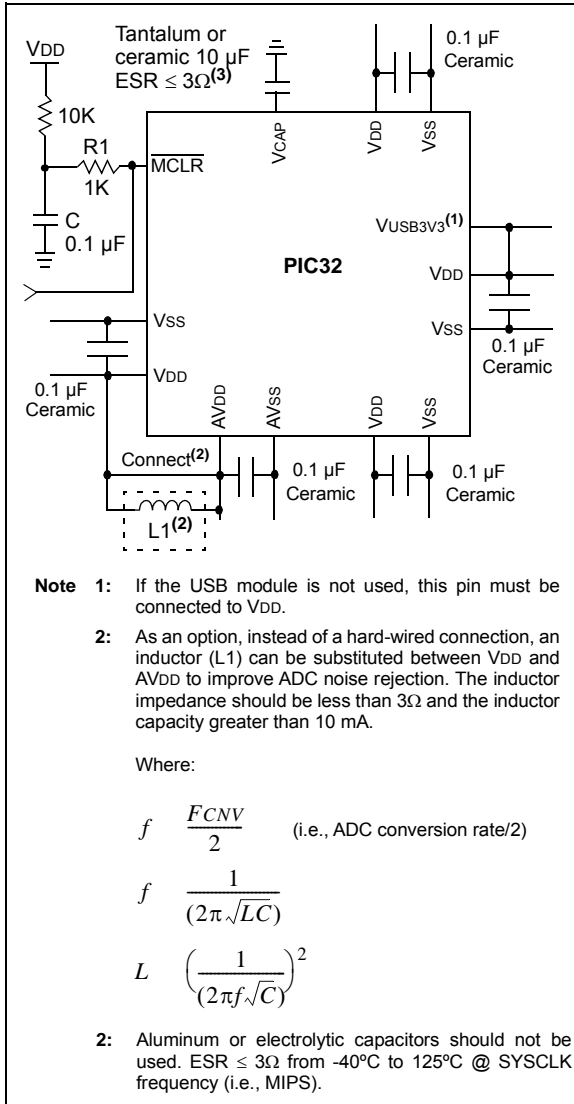 Tantalum or
ceramic 10 µF
ESR ≤ 3Ω(3)
0.1 µF
Ceramic
VDD
10K
R1
1K
C
0.1 µF
MCLR
VCAP
VDD
VSS
VUSB3V3(1)
PIC32
VDD
VSS
0.1 µF
Ceramic
VSS
VDD
0.1 µF
Ceramic
AVDD
AVSS
VDD
VSS
Connect(2)
L1(2)
0.1 µF
Ceramic
0.1 µF
Ceramic
Note 1: If the USB module is not used, this pin must be
connected to VDD.
2: As an option, instead of a hard-wired connection, an
inductor (L1) can be substituted between VDD and
AVDD to improve ADC noise rejection. The inductor
impedance should be less than 3Ω and the inductor
capacity greater than 10 mA.
Where:
f FCNV/2 (i.e., ADC conversion rate/2)
f 1/(2π√LC)
L (1/(2πf√C))²
2: Aluminum or electrolytic capacitors should not be
used. ESR ≤ 3Ω from -40ºC to 125ºC @ SYSCLK
frequency (i.e., MIPS).